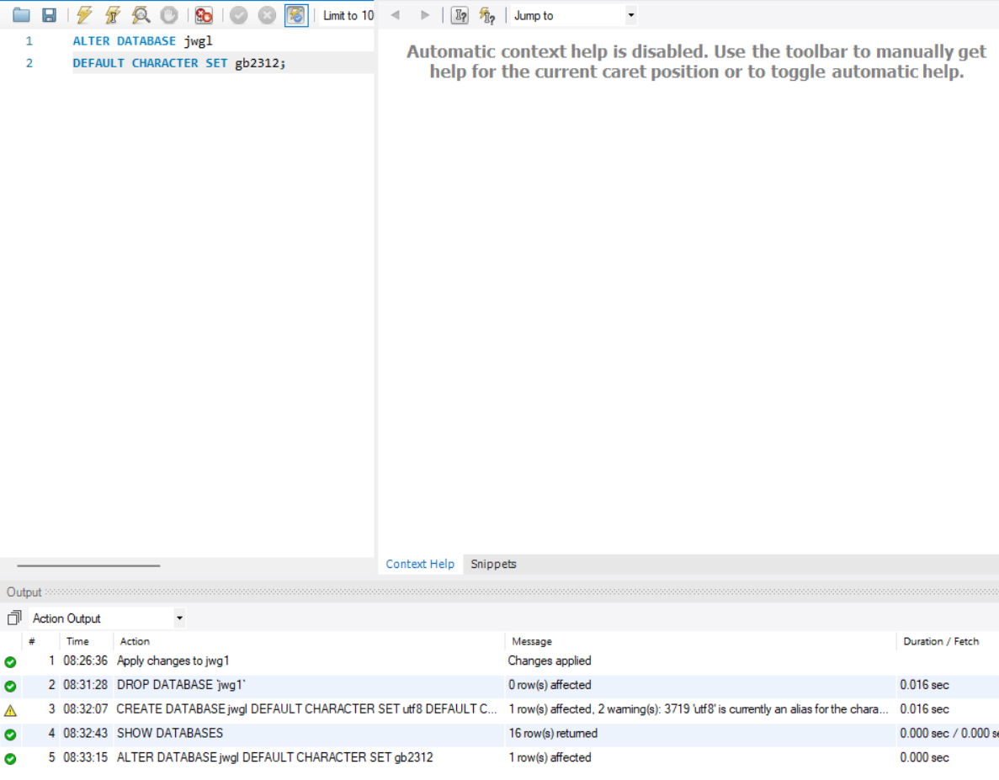 Limit to 10
Jump to
1 ALTER DATABASE jwgl
2 DEFAULT CHARACTER SET gb2312;
Automatic context help is disabled. Use the toolbar to manually get
help for the current caret position or to toggle automatic help.
Context Help Snippets
Output
Action Output
# Time Action Message Duration / Fetch
1 08:26:36 Apply changes to jwg1 Changes applied
2 08:31:28 DROP DATABASE `jwg1` 0 row(s) affected 0.016 sec
3 08:32:07 CREATE DATABASE jwgl DEFAULT CHARACTER SET utf8 DEFAULT C... 1 row(s) affected, 2 warning(s): 3719 'utf8' is currently an alias for the chara... 0.016 sec
4 08:32:43 SHOW DATABASES 16 row(s) returned 0.000 sec / 0.000 se
5 08:33:15 ALTER DATABASE jwgl DEFAULT CHARACTER SET gb2312 1 row(s) affected 0.000 sec